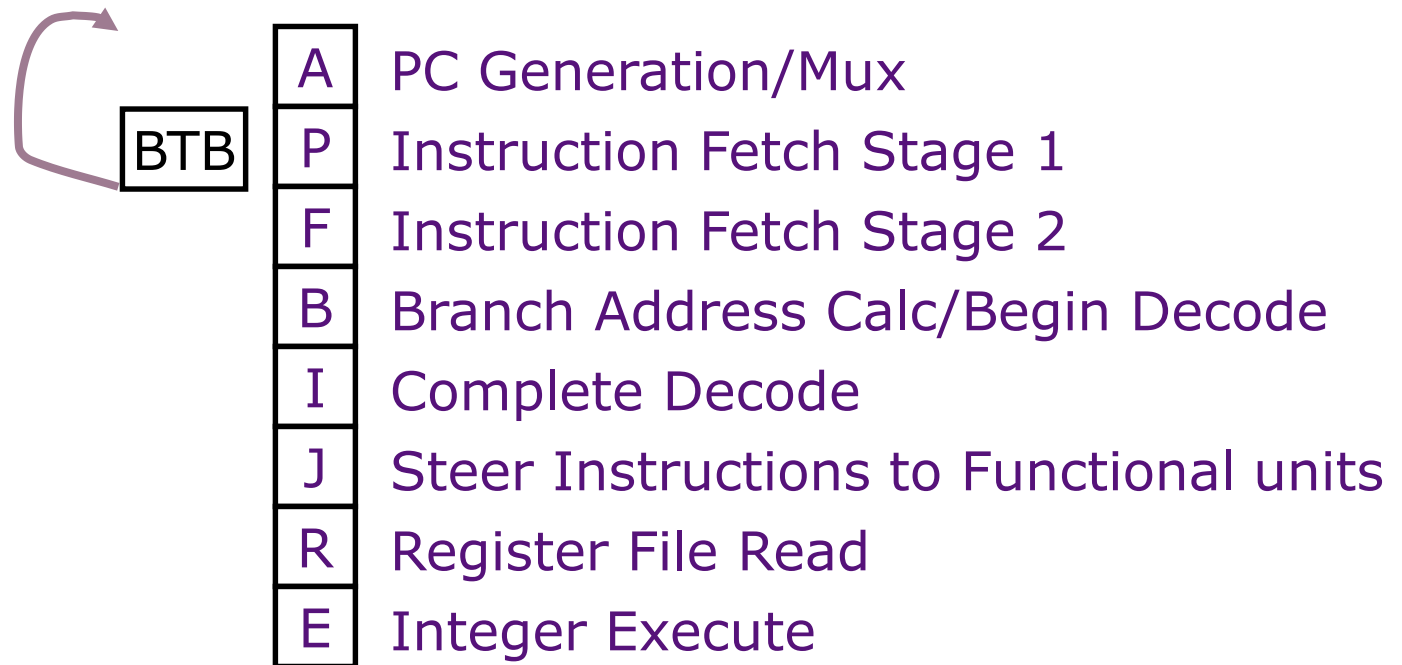 A PC Generation/Mux
BTB P Instruction Fetch Stage 1
F Instruction Fetch Stage 2
B Branch Address Calc/Begin Decode
I Complete Decode
J Steer Instructions to Functional units
R Register File Read
E Integer Execute